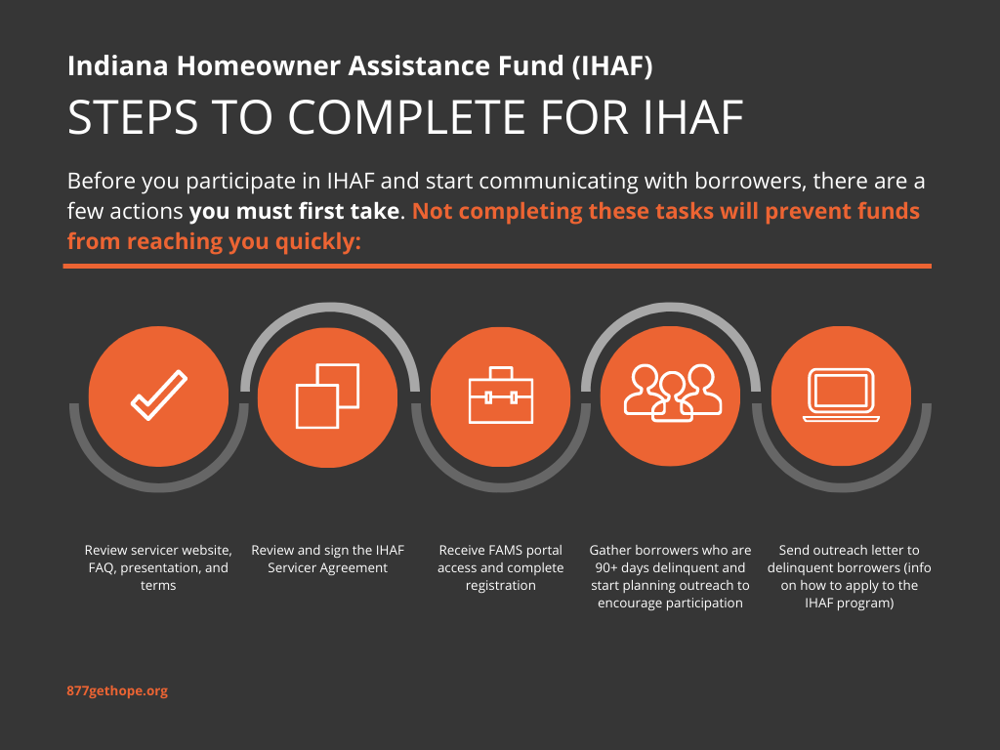 Indiana Homeowner Assistance Fund (IHAF)
STEPS TO COMPLETE FOR IHAF
Before you participate in IHAF and start communicating with borrowers, there are a
few actions you must first take. Not completing these tasks will prevent funds
from reaching you quickly:
Review servicer website,
FAQ, presentation, and
terms
Review and sign the IHAF
Servicer Agreement
Receive FAMS portal
access and complete
registration
Gather borrowers who are
90+ days delinquent and
start planning outreach to
encourage participation
Send outreach letter to
delinquent borrowers (info
on how to apply to the
IHAF program)
877gethope.org